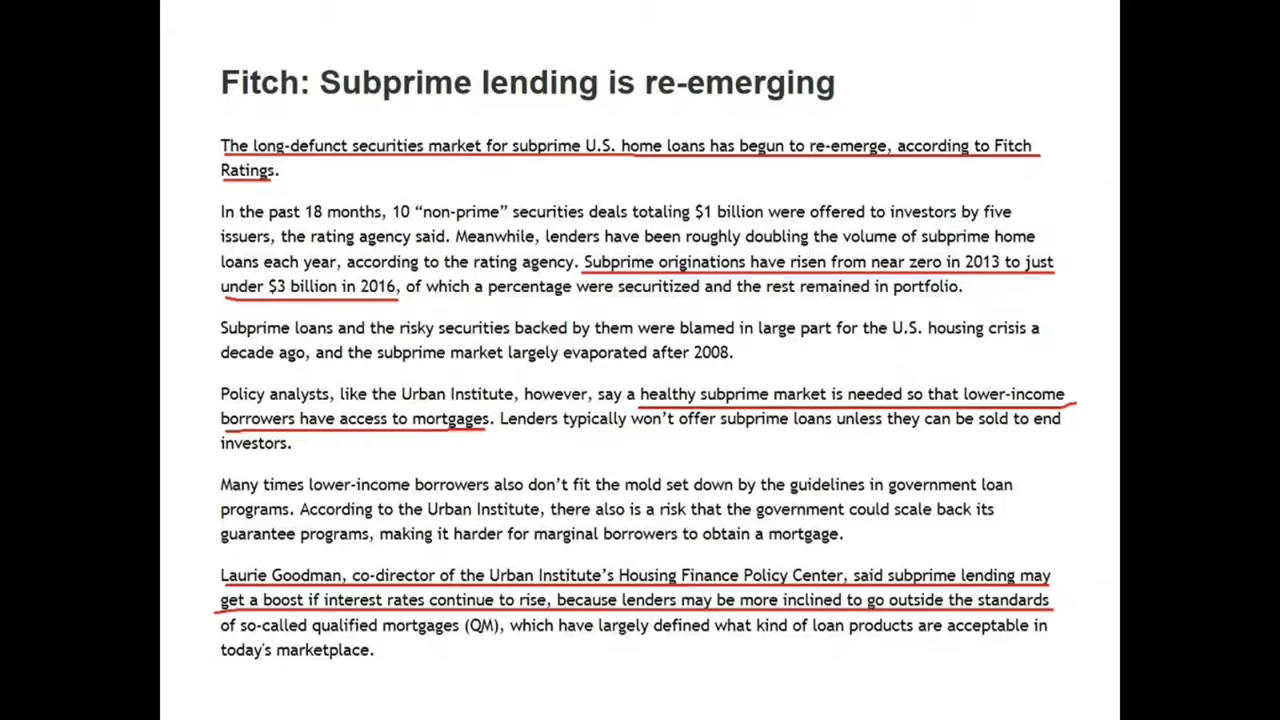 Fitch: Subprime lending is re-emerging
The long-defunct securities market for subprime U.S. home loans has begun to re-emerge, according to Fitch
Ratings.
In the past 18 months, 10 “non-prime” securities deals totaling $1 billion were offered to investors by five
issuers, the rating agency said. Meanwhile, lenders have been roughly doubling the volume of subprime home
loans each year, according to the rating agency. Subprime originations have risen from near zero in 2013 to just
under $3 billion in 2016, of which a percentage were securitized and the rest remained in portfolio.
Subprime loans and the risky securities backed by them were blamed in large part for the U.S. housing crisis a
decade ago, and the subprime market largely evaporated after 2008.
Policy analysts, like the Urban Institute, however, say a healthy subprime market is needed so that lower-income
borrowers have access to mortgages. Lenders typically won’t offer subprime loans unless they can be sold to end
investors.
Many times lower-income borrowers also don’t fit the mold set down by the guidelines in government loan
programs. According to the Urban Institute, there also is a risk that the government could scale back its
guarantee programs, making it harder for marginal borrowers to obtain a mortgage.
Laurie Goodman, co-director of the Urban Institute’s Housing Finance Policy Center, said subprime lending may
get a boost if interest rates continue to rise, because lenders may be more inclined to go outside the standards
of so-called qualified mortgages (QM), which have largely defined what kind of loan products are acceptable in
today's marketplace.